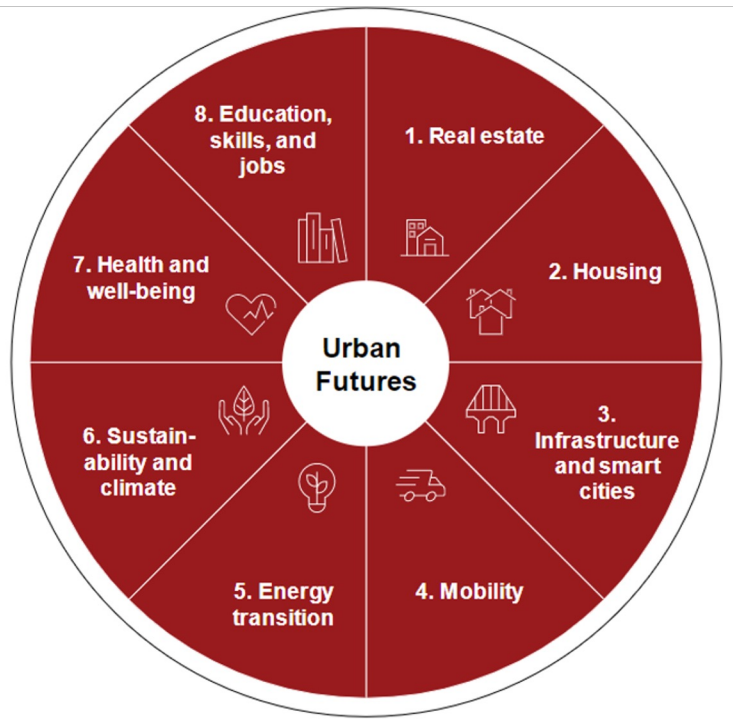 Urban
Futures
1. Real estate
2. Housing
3.
Infrastructure
and smart
cities
4. Mobility
5. Energy
transition
6. Sustain-
ability and
climate
7. Health and
well-being
8. Education,
skills, and
jobs